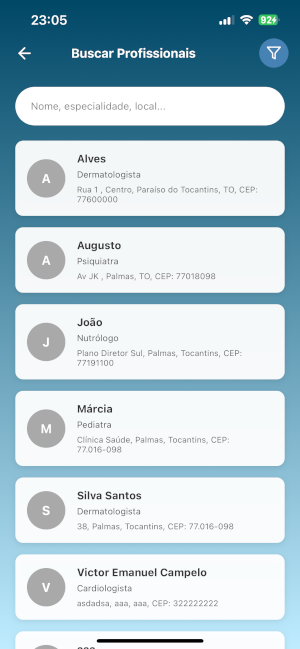 23:05
92
Buscar Profissionais
Nome, especialidade, local...
A
Alves
Dermatologista
Rua 1 , Centro, Paraíso do Tocantins, TO, CEP:
77600000
A
Augusto
Psiquiatra
Av JK , Palmas, TO, CEP: 77018098
J
João
Nutrólogo
Plano Diretor Sul, Palmas, Tocantins, CEP:
77191100
M
Márcia
Pediatra
Clínica Saúde, Palmas, Tocantins, CEP:
77.016-098
S
Silva Santos
Dermatologista
38, Palmas, Tocantins, CEP: 77.016-098
V
Victor Emanuel Campelo
Cardiologista
asdadsa, aaa, aaa, CEP: 322222222